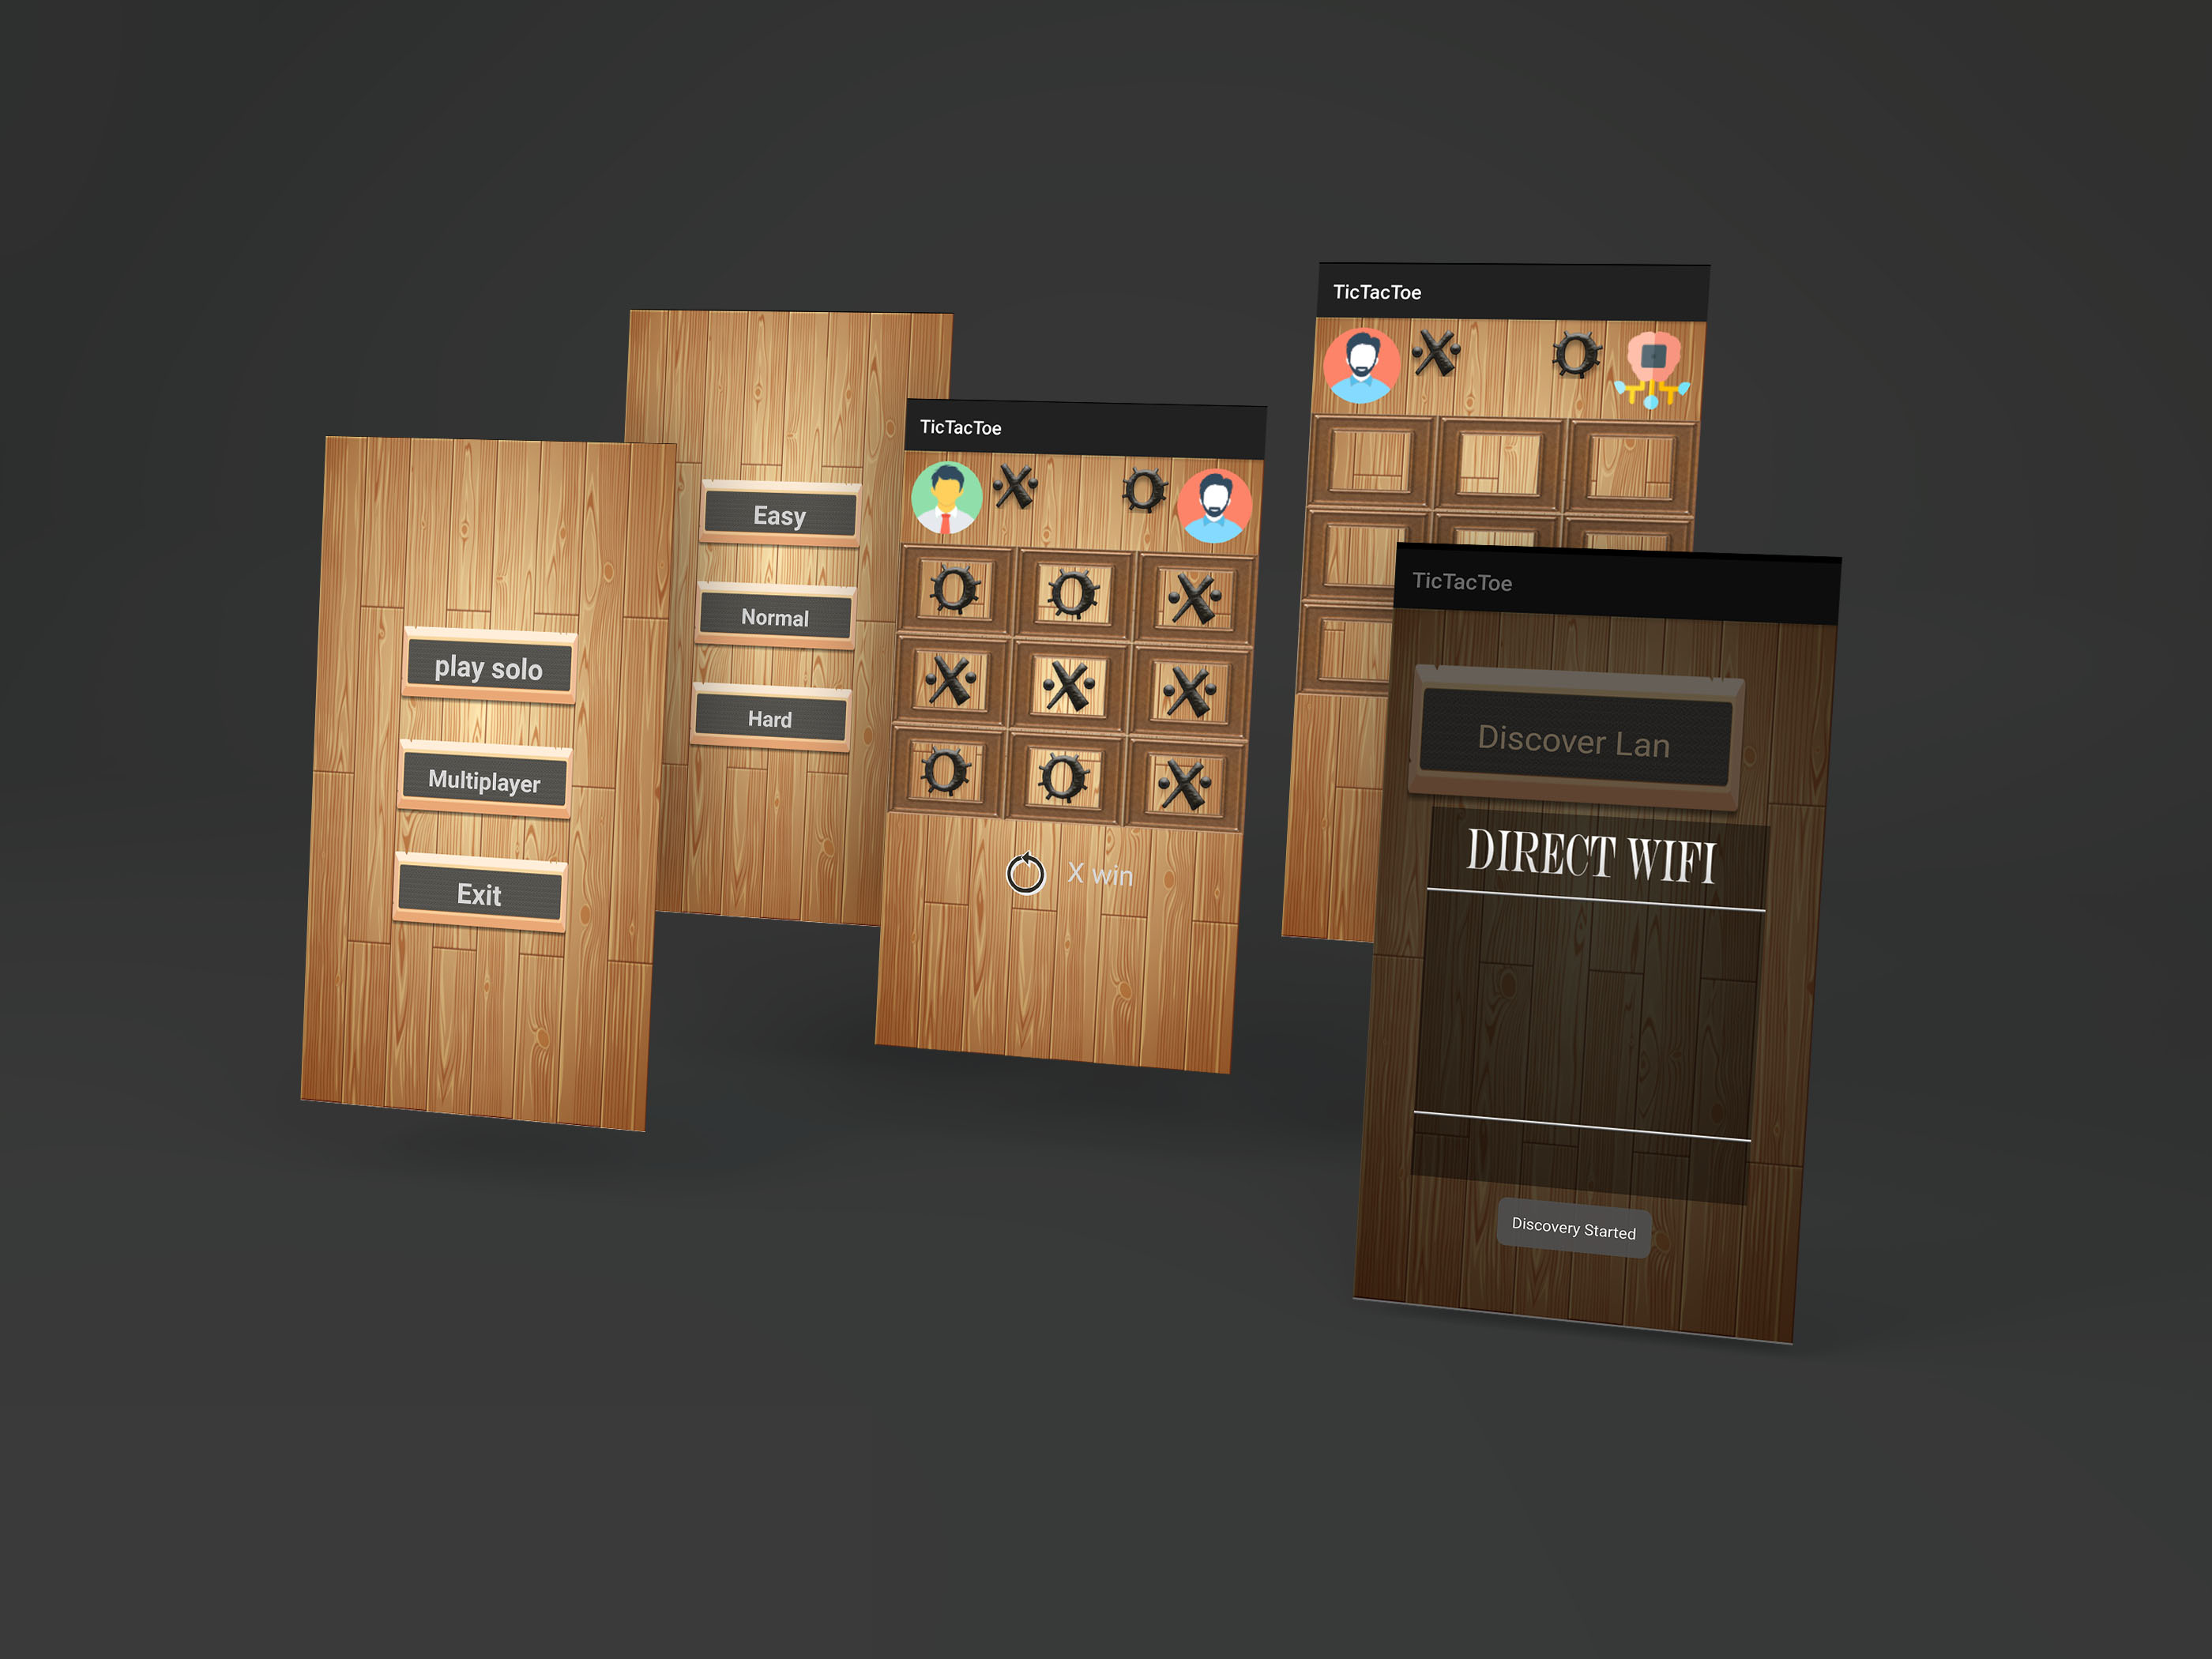 play solo
Multiplayer
Exit
Easy
Normal
Hard
TicTacToe
X O
O O X
X X X
O O X
X win
TicTacToe
X O
TicTacToe
Discover Lan
DIRECT WIFI
Discovery Started